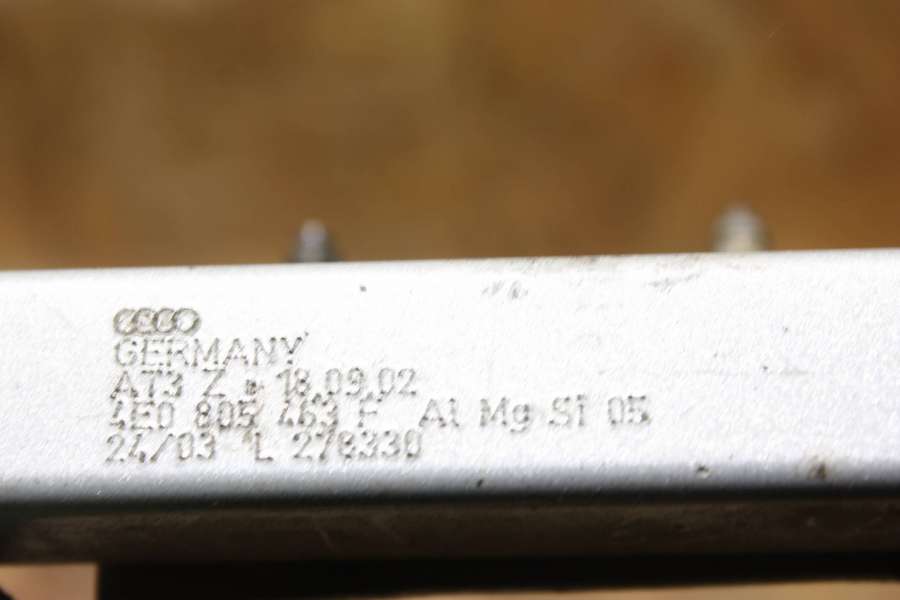 GERMANY
AT3 Z 18.09.02
4E0 805 463 F Al Mg Si 05
24/03 L 278330